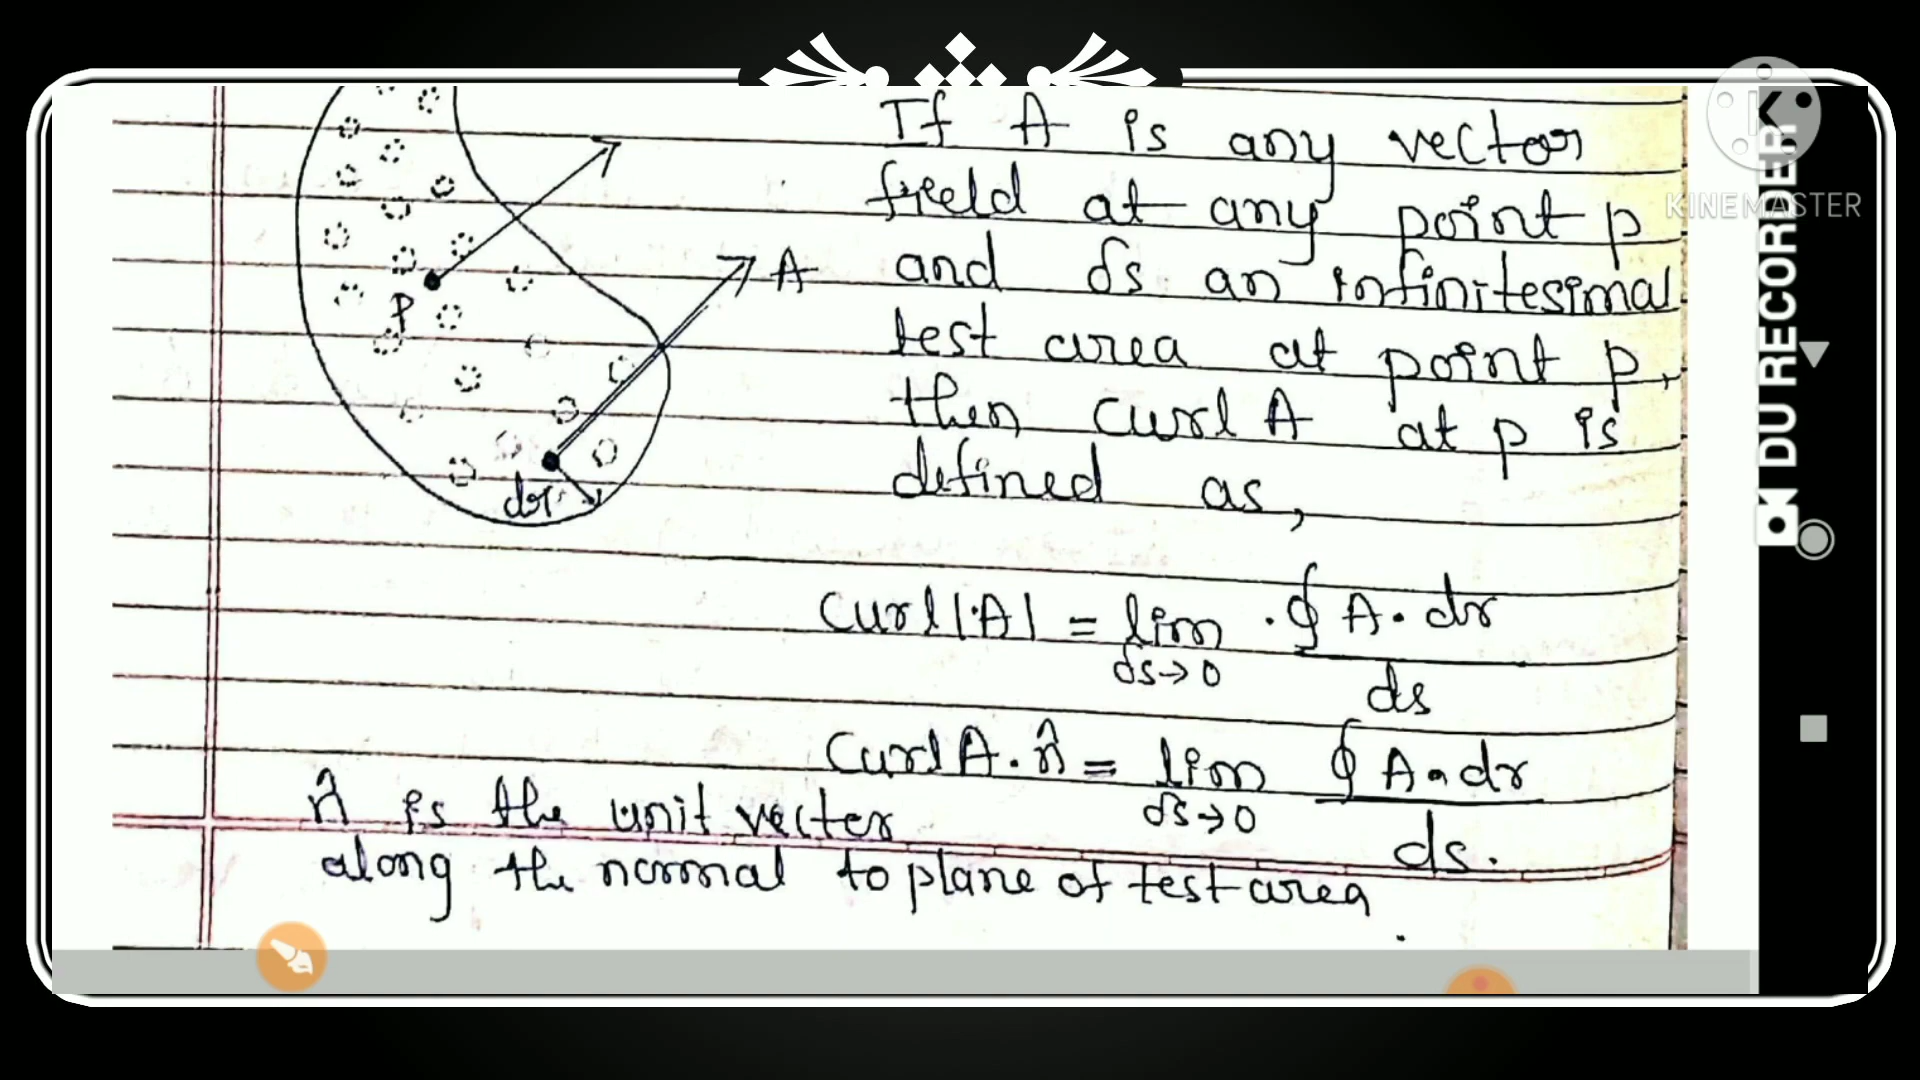 If A is any vector
field at any point p
and δs an infinitesimal
test area at point p,
then Curl A at p is
defined as,
P
A
dr
Curl |A| = lim δs→0 . ∮ A . dr / ds
Curl A . n̂ = lim δs→0 ∮ A . dr / ds.
n̂ is the unit vector
along the normal to plane of test area
K
KINEMASTER
DU RECORDER